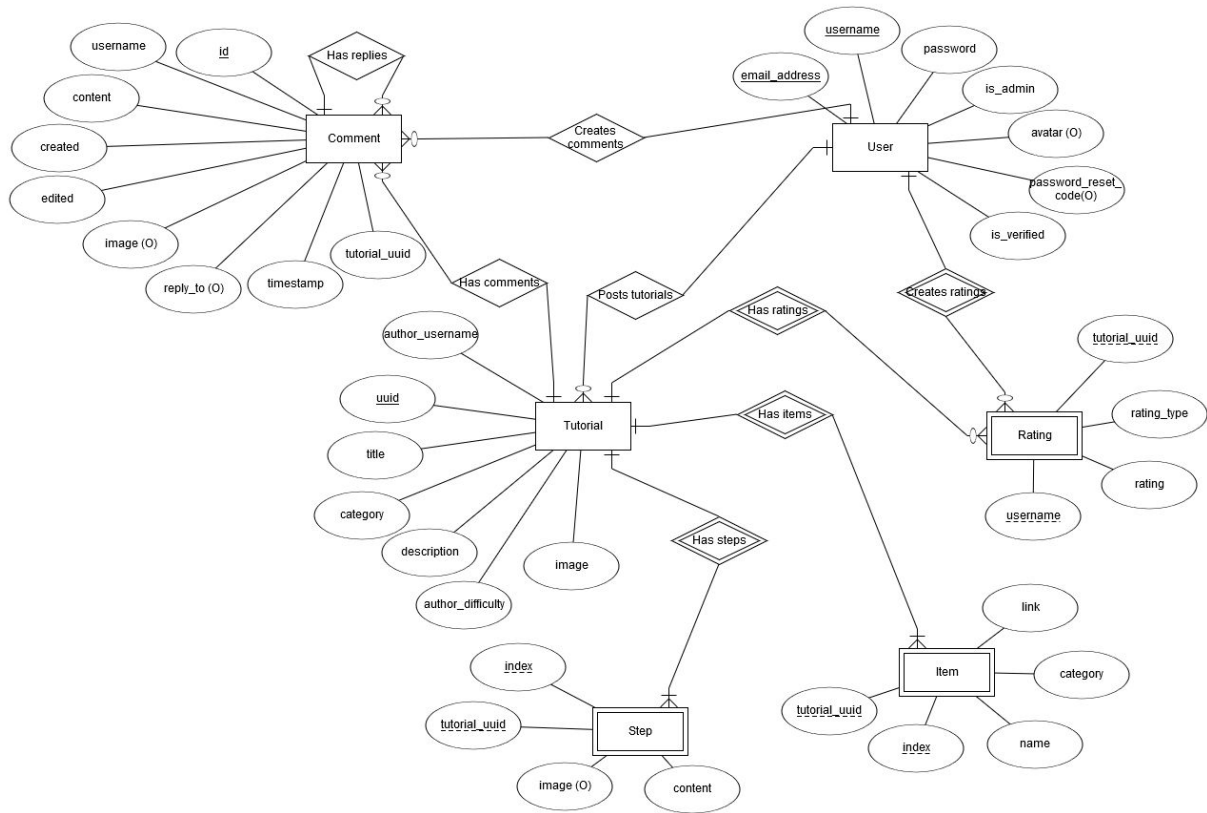 username
id
Has replies
content
created
edited
image (O)
reply_to (O)
timestamp
tutorial_uuid
Comment
Creates
comments
username
email_address
password
is_admin
avatar (O)
password_reset_
code(O)
is_verified
User
Has comments
Posts tutorials
Has ratings
Creates ratings
author_username
uuid
title
category
description
author_difficulty
image
Tutorial
Has items
tutorial_uuid
rating_type
rating
username
Rating
Has steps
index
tutorial_uuid
image (O)
content
Step
link
category
name
index
tutorial_uuid
Item